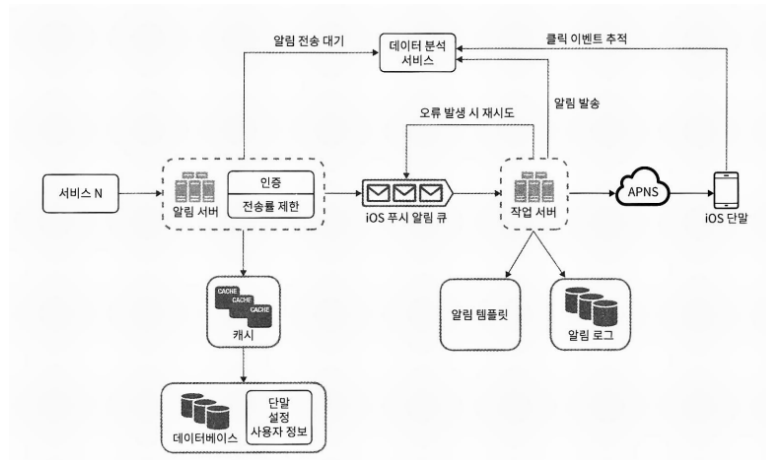 알림 전송 대기
데이터 분석
서비스
클릭 이벤트 추적
알림 발송
오류 발생 시 재시도
서비스 N
알림 서버
인증
전송률 제한
iOS 푸시 알림 큐
작업 서버
APNS
iOS 단말
CACHE
CACHE
CACHE
캐시
알림 템플릿
알림 로그
데이터베이스
단말
설정
사용자 정보